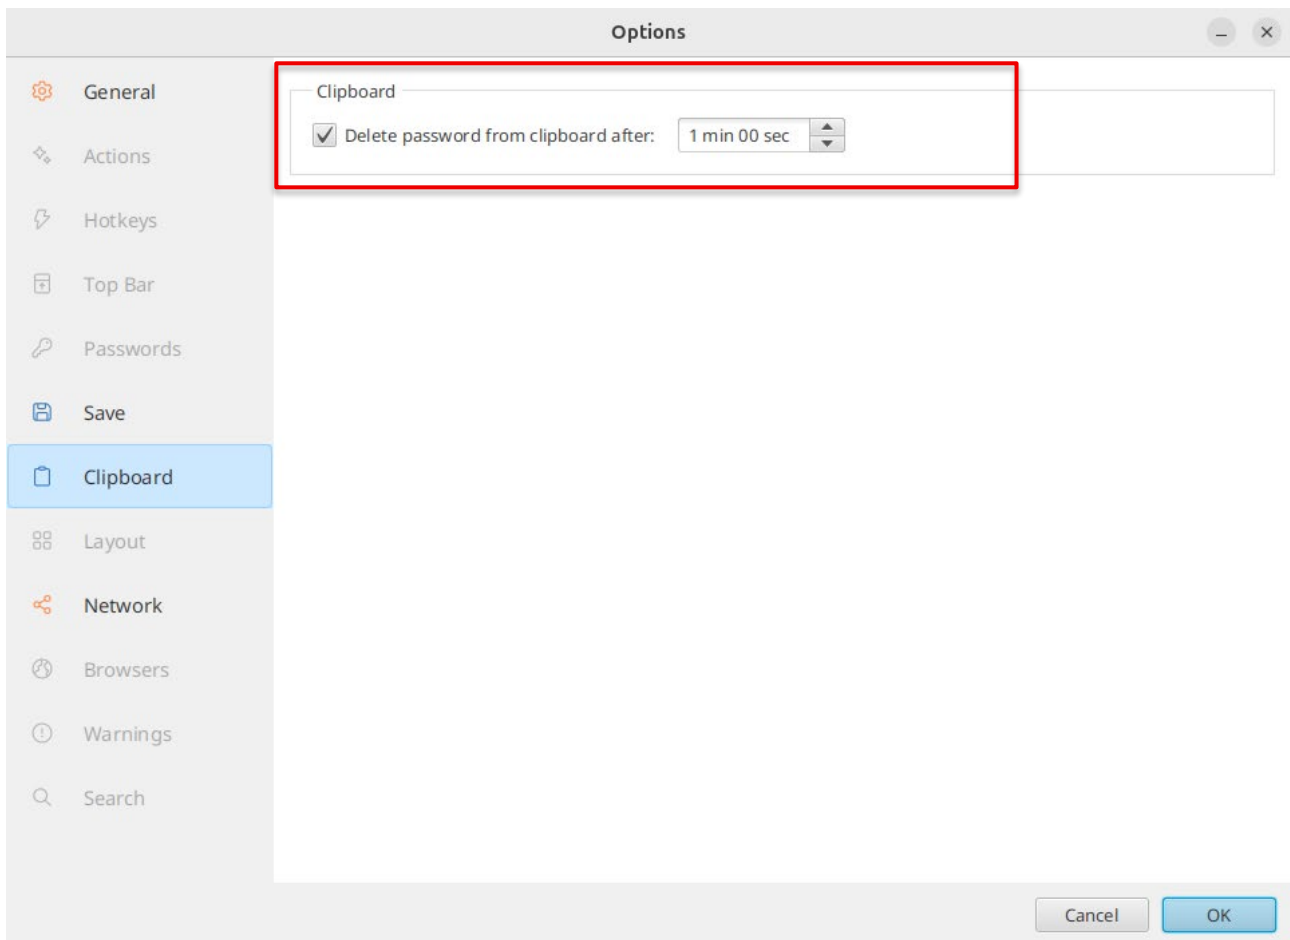 Options
General
Actions
Hotkeys
Top Bar
Passwords
Save
Clipboard
Layout
Network
Browsers
Warnings
Search
Clipboard
Delete password from clipboard after: 1 min 00 sec
Cancel OK